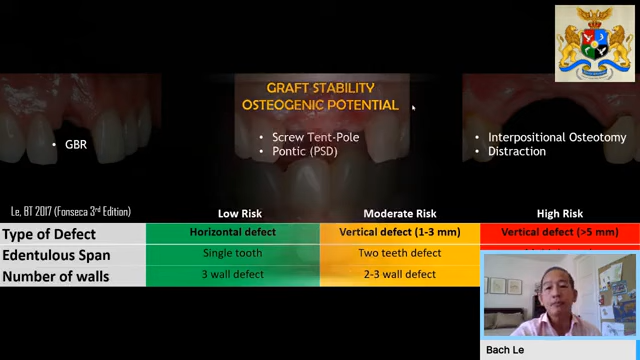 GRAFT STABILITY
OSTEOGENIC POTENTIAL
• GBR
• Screw Tent-Pole
• Pontic (PSD)
• Interpositional Osteotomy
• Distraction
Le, BT 2017 (Fonseca 3rd Edition)
Low Risk
Moderate Risk
High Risk
Type of Defect
Horizontal defect
Vertical defect (1-3 mm)
Vertical defect (>5 mm)
Edentulous Span
Single tooth
Two teeth defect
Number of walls
3 wall defect
2-3 wall defect
Bach Le